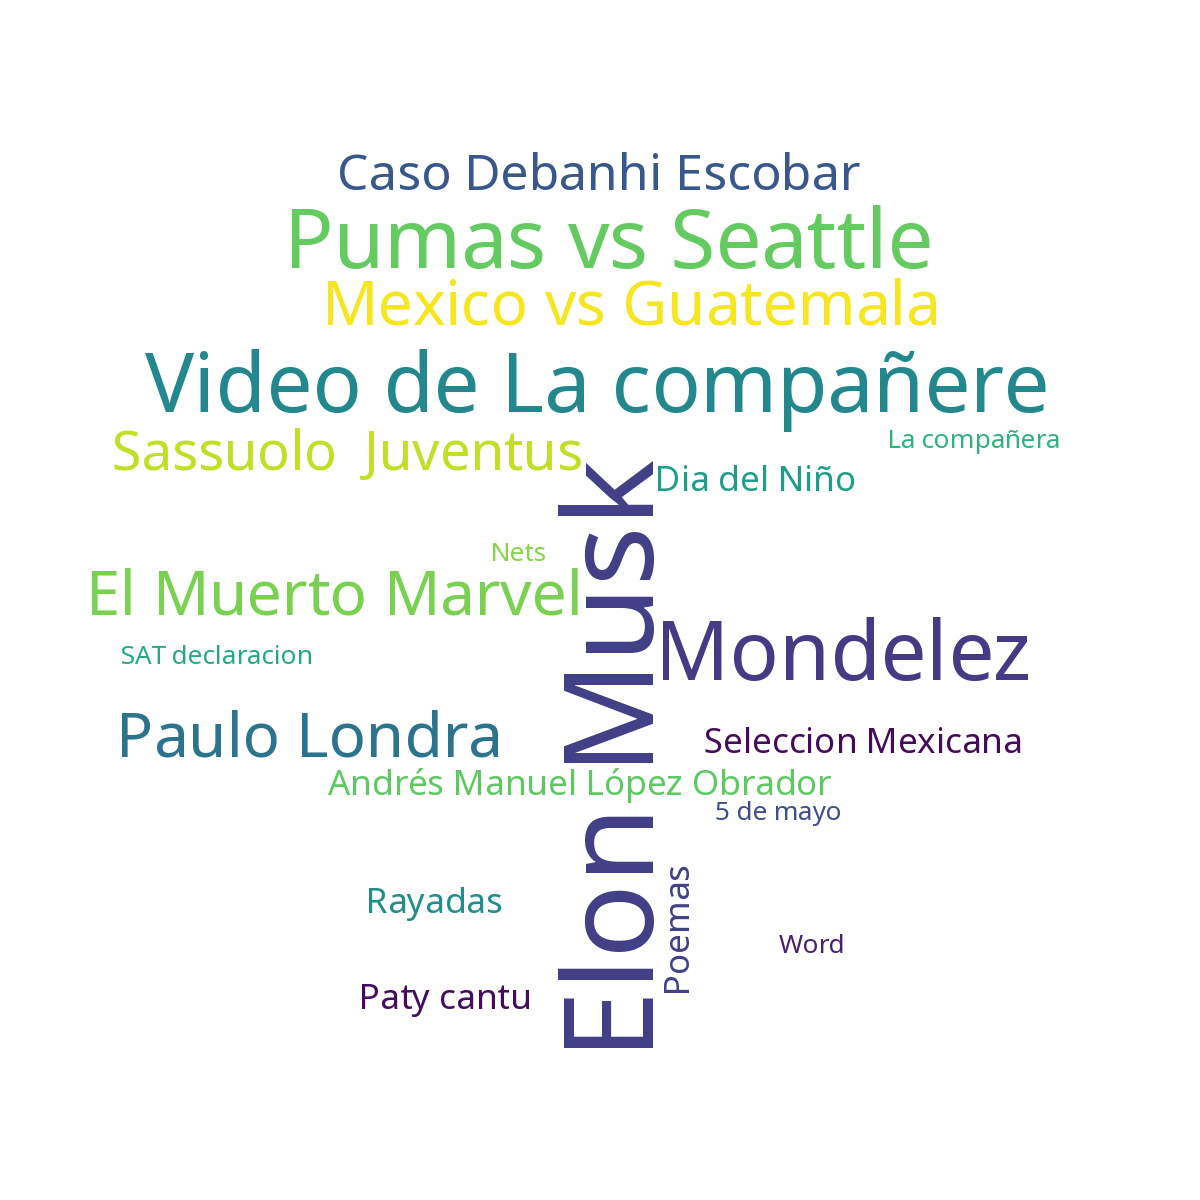 Caso Debanhi Escobar
Pumas vs Seattle
Mexico vs Guatemala
Video de La compañere
Sassuolo  Juventus
La compañera
Dia del Niño
Elon Musk
Nets
El Muerto Marvel
Mondelez
SAT declaracion
Paulo Londra
Seleccion Mexicana
Andrés Manuel López Obrador
5 de mayo
Poemas
Rayadas
Word
Paty cantu